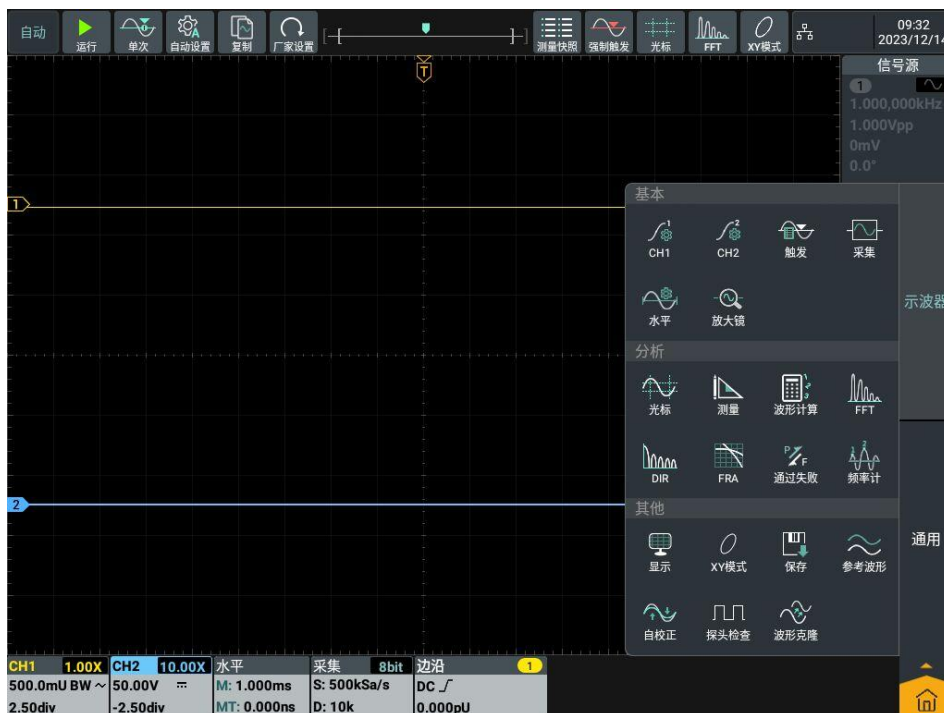 自动 运行 单次 自动设置 复制 厂家设置 测量快照 强制触发 光标 FFT XY模式 09:32
2023/12/14
T
信号源
1
1.000,000kHz
1.000Vpp
0mV
0.0°
1
基本
CH1 CH2 触发 采集
水平 放大镜
示波器
分析
光标 测量 波形计算 FFT
DIR FRA 通过失败 频率计
2
其他
显示 XY模式 保存 参考波形
通用
自校正 探头检查 波形克隆
CH1 1.00X CH2 10.00X 水平 采集 8bit 边沿 1
500.0mU BW 50.00V M: 1.000ms S: 500kSa/s DC
2.50div -2.50div MT: 0.000ns D: 10k 0.000pU